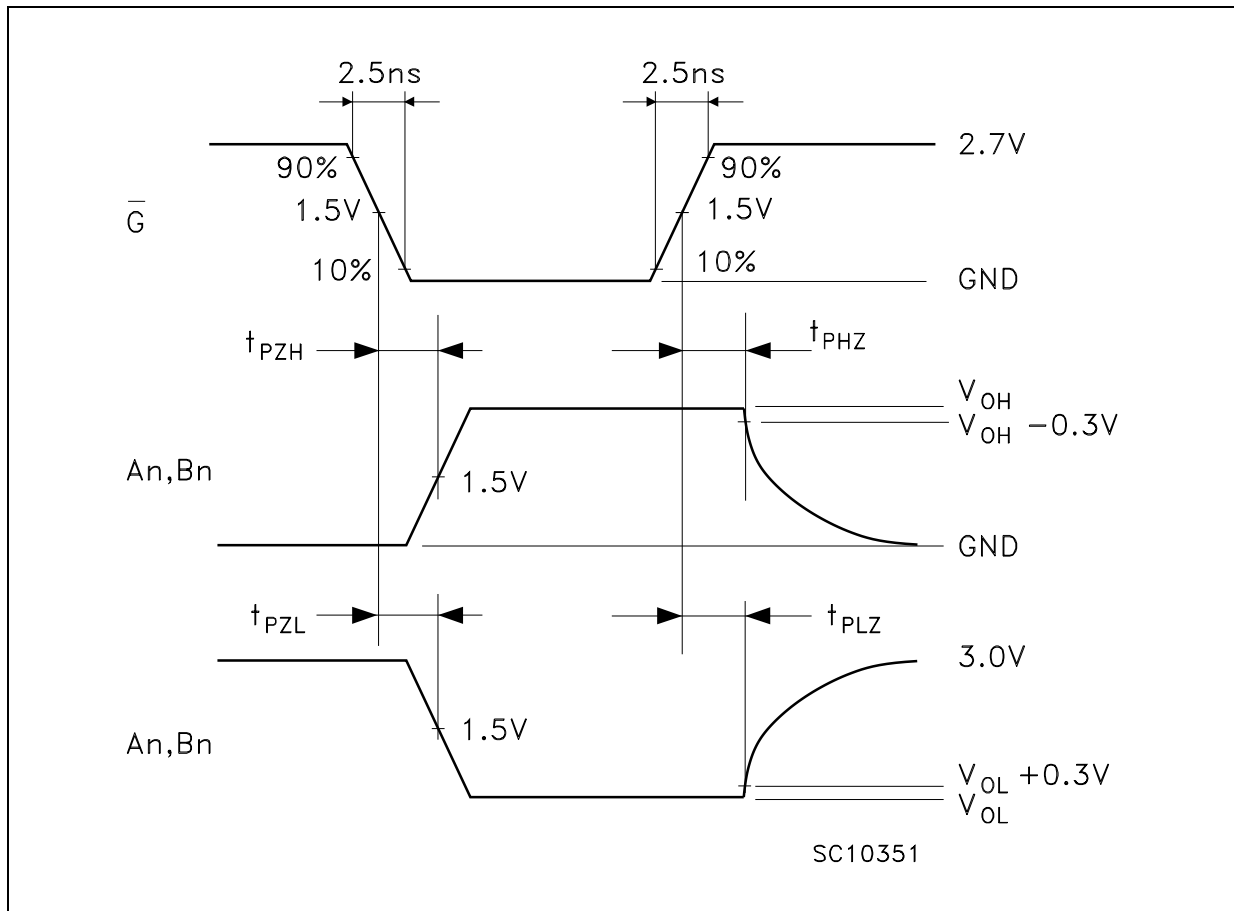 2.5ns 2.5ns
2.7V
90% 90%
G̅ 1.5V 1.5V
10% 10%
GND
tPZH tPHZ
VOH
VOH −0.3V
An,Bn 1.5V
GND
tPZL tPLZ
3.0V
An,Bn 1.5V
VOL +0.3V
VOL
SC10351